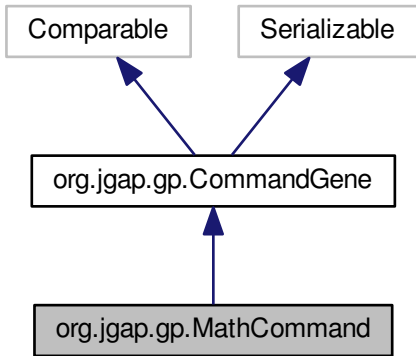 Comparable
Serializable
org.jgap.gp.CommandGene
org.jgap.gp.MathCommand